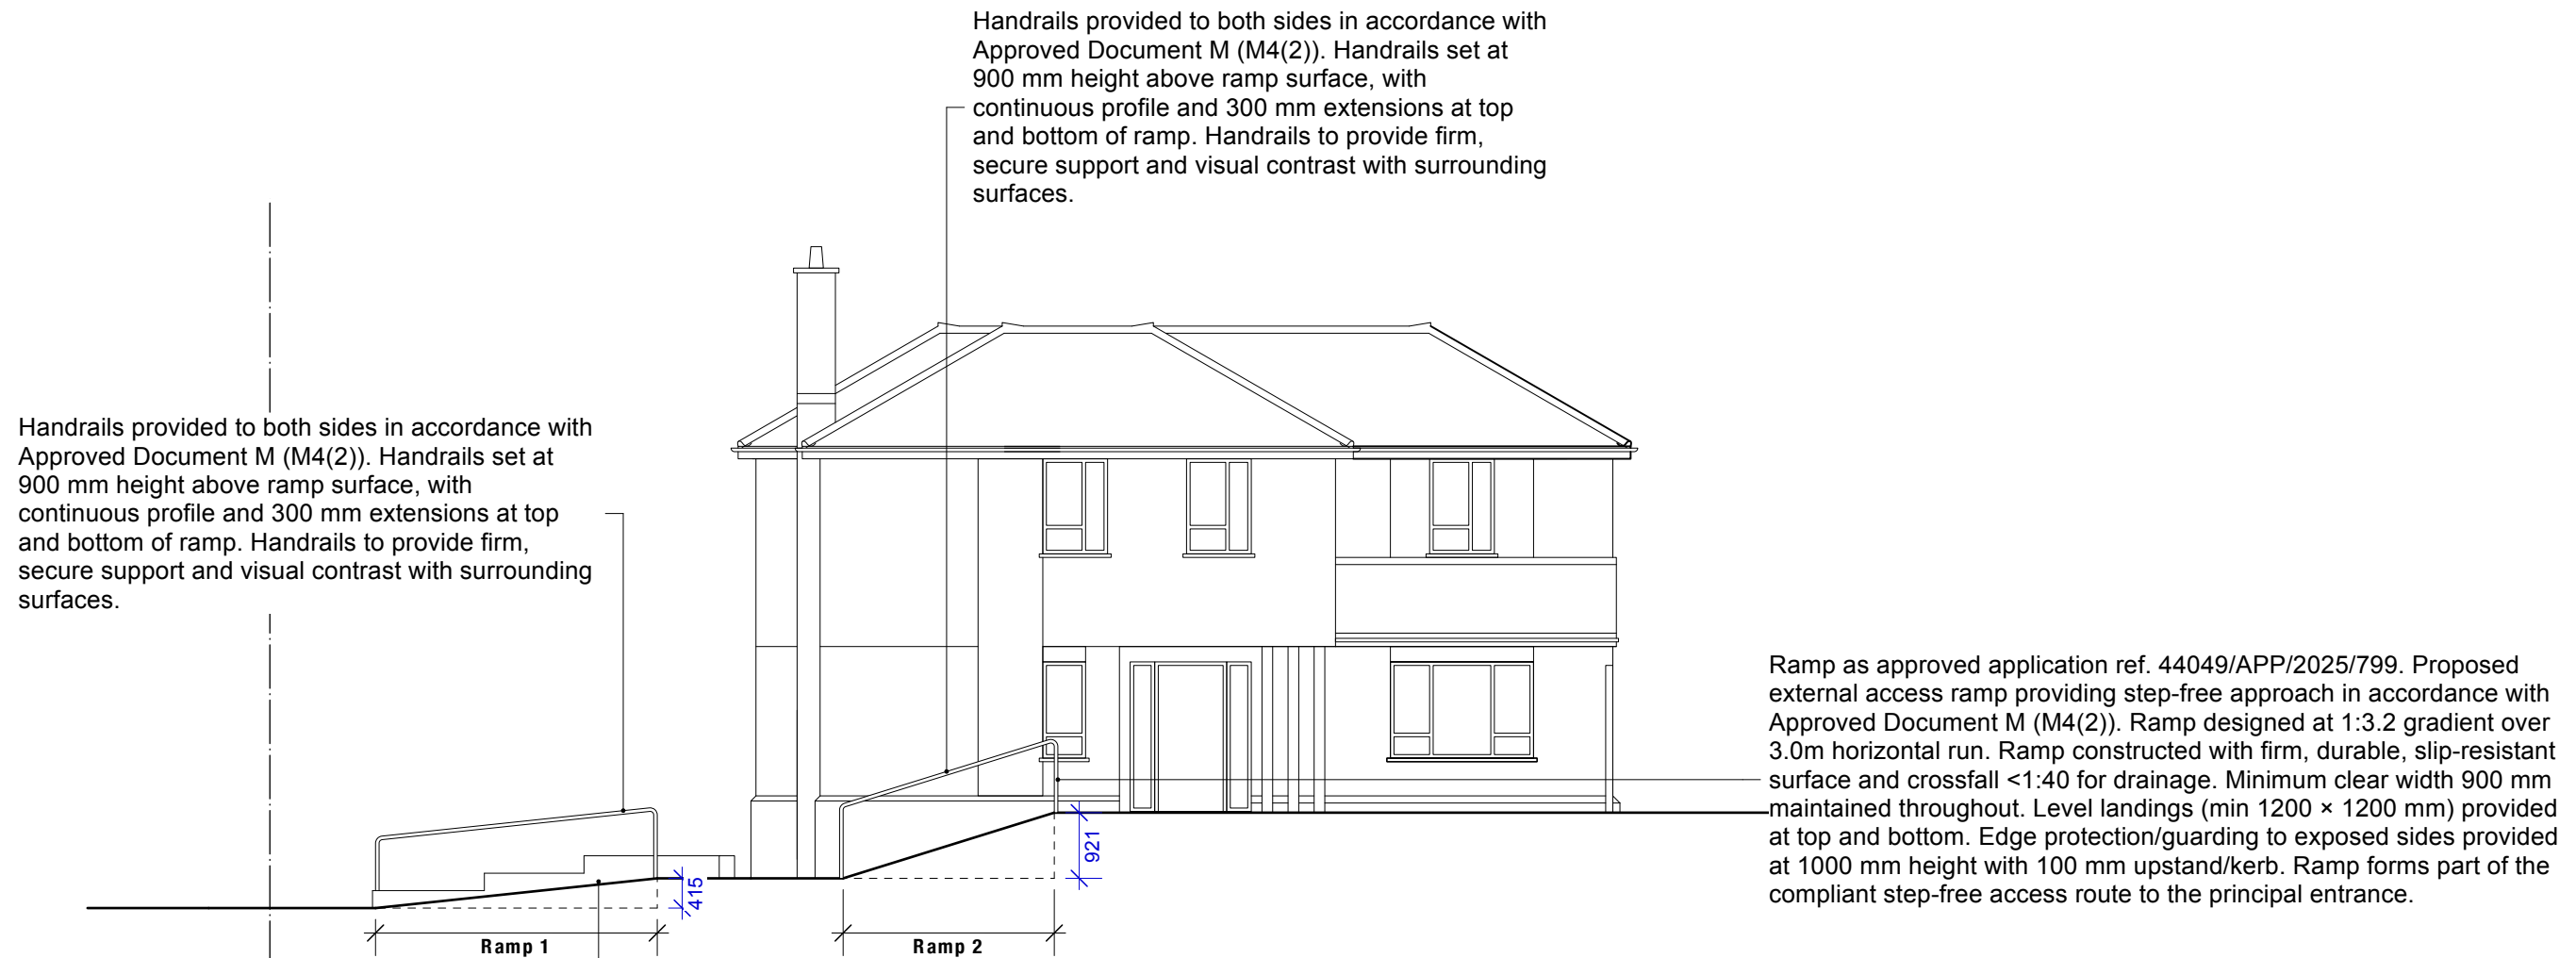 Handrails provided to both sides in accordance with
Approved Document M (M4(2)). Handrails set at
900 mm height above ramp surface, with
continuous profile and 300 mm extensions at top
and bottom of ramp. Handrails to provide firm,
secure support and visual contrast with surrounding
surfaces.
Handrails provided to both sides in accordance with
Approved Document M (M4(2)). Handrails set at
900 mm height above ramp surface, with
continuous profile and 300 mm extensions at top
and bottom of ramp. Handrails to provide firm,
secure support and visual contrast with surrounding
surfaces.
Ramp as approved application ref. 44049/APP/2025/799. Proposed
external access ramp providing step-free approach in accordance with
Approved Document M (M4(2)). Ramp designed at 1:3.2 gradient over
3.0m horizontal run. Ramp constructed with firm, durable, slip-resistant
surface and crossfall <1:40 for drainage. Minimum clear width 900 mm
maintained throughout. Level landings (min 1200 × 1200 mm) provided
at top and bottom. Edge protection/guarding to exposed sides provided
at 1000 mm height with 100 mm upstand/kerb. Ramp forms part of the
compliant step-free access route to the principal entrance.
921
415
Ramp 1
Ramp 2